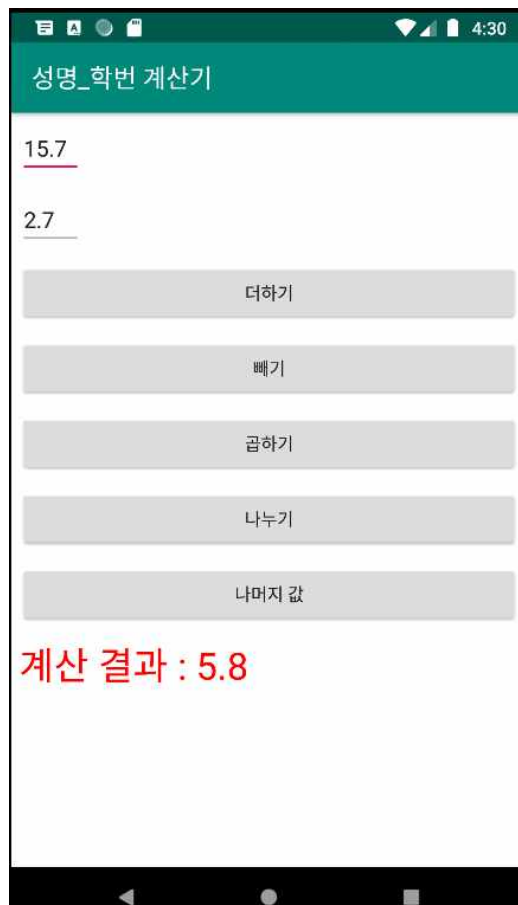 4:30
성명_학번 계산기
15.7
2.7
더하기
빼기
곱하기
나누기
나머지 값
계산 결과 : 5.8